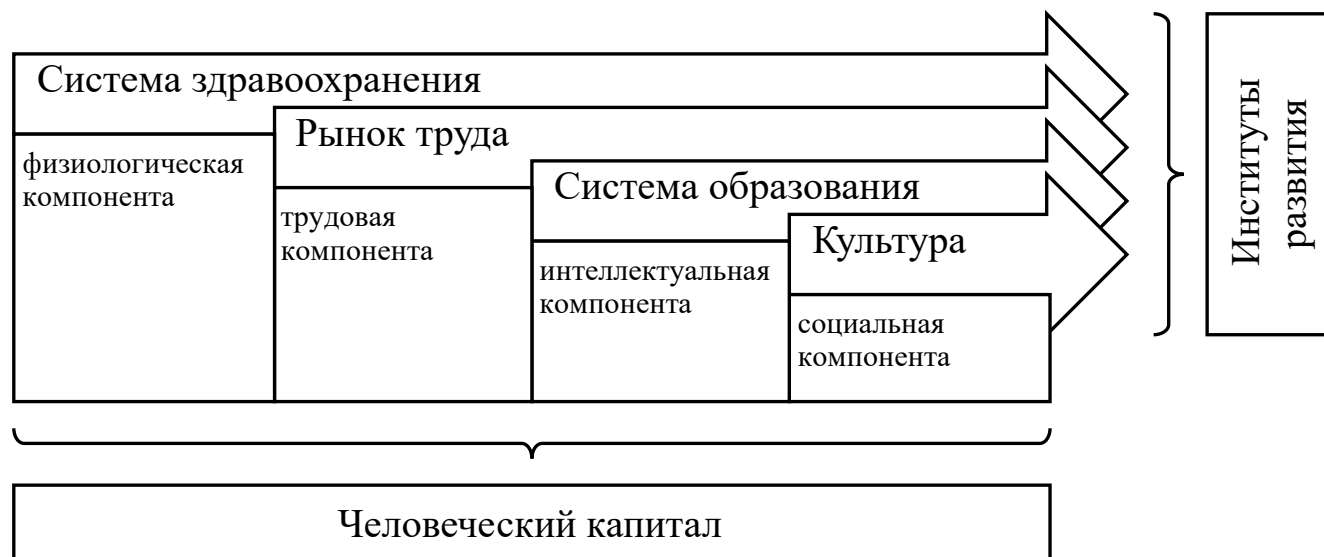 Система здравоохранения
физиологическая
компонента
Рынок труда
трудовая
компонента
Система образования
интеллектуальная
компонента
Культура
социальная
компонента
Институты
развития
Человеческий капитал